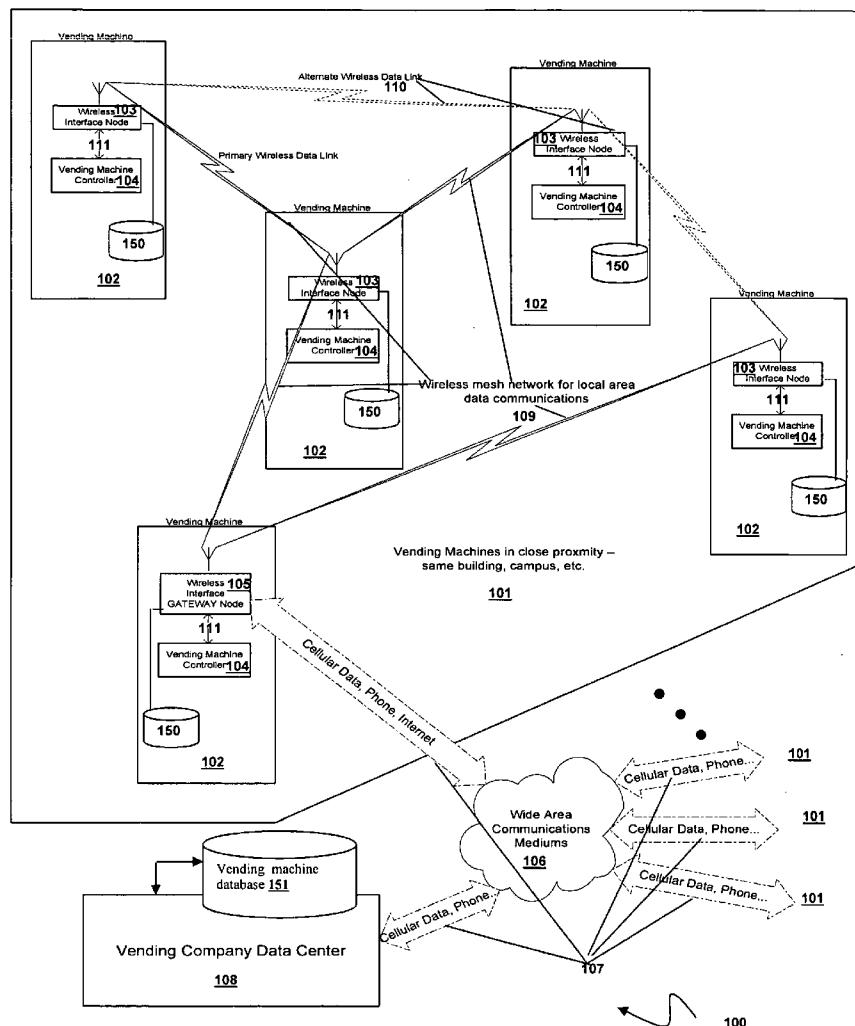 Vending Machine
Wireless 103
Interface Node
111
Vending Machine
Controller 104
150
102
Alternate Wireless Data Link
110
Primary Wireless Data Link
Vending Machine
103 Wireless
Interface Node
111
Vending Machine
Controller 104
150
102
Vending Machine
Wireless 103
Interface Node
111
Vending Machine
Controller 104
150
102
Vending Machine
103 Wireless
Interface Node
111
Vending Machine
Controller 104
150
102
Wireless mesh network for local area
data communications
109
Vending Machine
Wireless 105
Interface
GATEWAY Node
111
Vending Machine
Controller 104
150
102
Vending Machines in close proxmity –
same building, campus, etc.
101
Cellular Data, Phone, Internet
Wide Area
Communications
Mediums
106
Cellular Data, Phone...
101
Cellular Data, Phone...
101
Cellular Data, Phone...
101
Cellular Data, Phone...
107
Vending machine
database 151
Vending Company Data Center
108
100